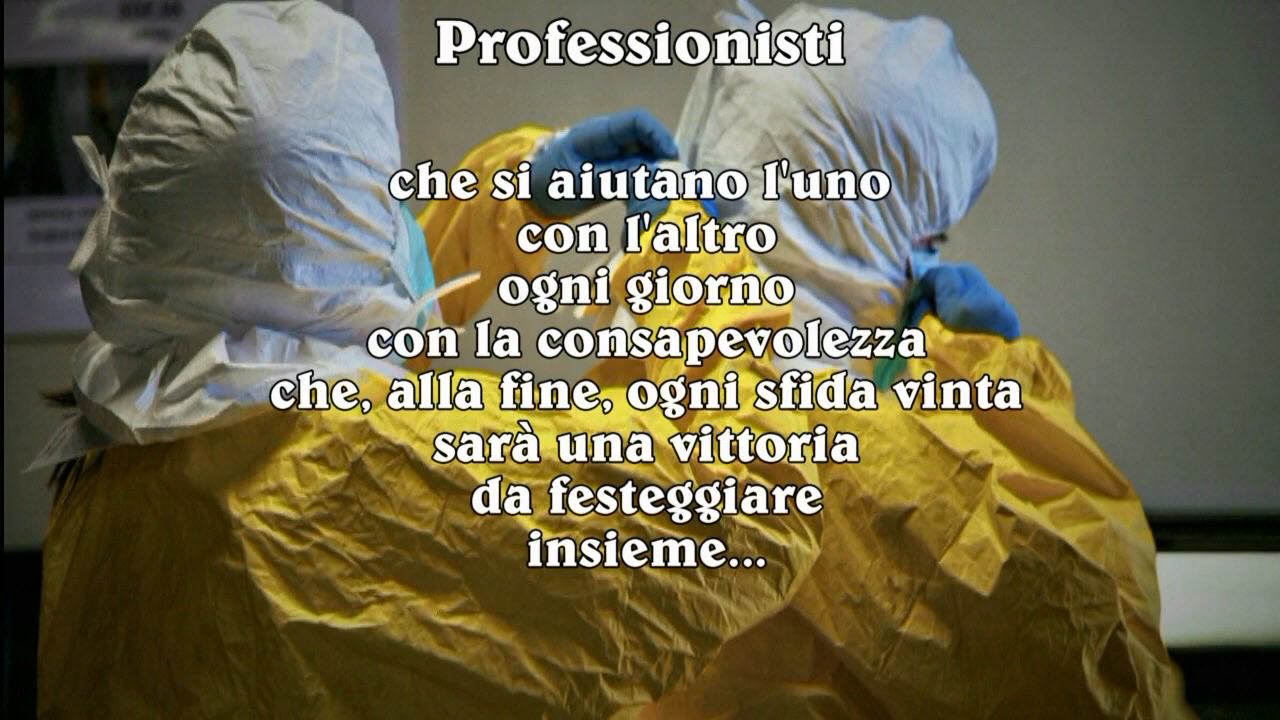 Professionisti
che si aiutano l'uno
con l'altro
ogni giorno
con la consapevolezza
che, alla fine, ogni sfida vinta
sarà una vittoria
da festeggiare
insieme...